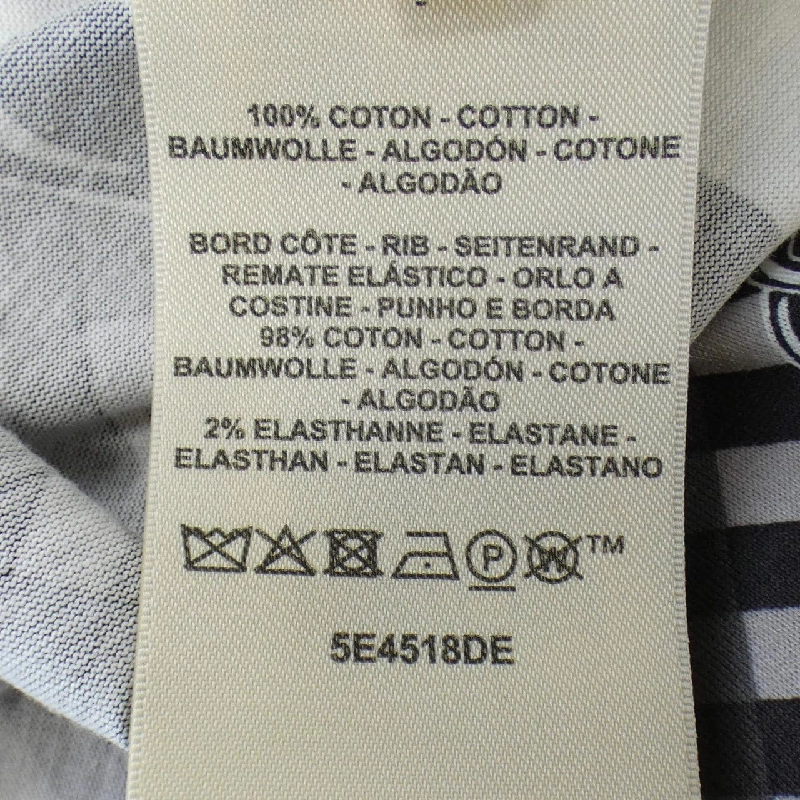 100% COTON - COTTON -
BAUMWOLLE - ALGODÓN - COTONE
- ALGODÃO
BORD CÔTE - RIB - SEITENRAND -
REMATE ELÁSTICO - ORLO A
COSTINE - PUNHO E BORDA
98% COTON - COTTON -
BAUMWOLLE - ALGODÓN - COTONE
- ALGODÃO
2% ELASTHANNE - ELASTANE -
ELASTHAN - ELASTAN - ELASTANO
P W TM
5E4518DE